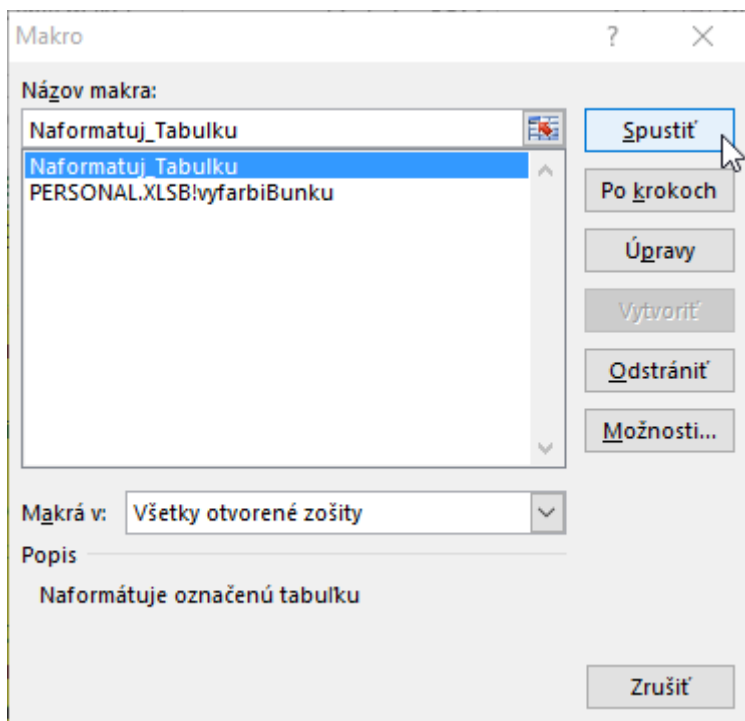 Makro
Názov makra:
Naformatuj_Tabulku
Spustiť
Naformatuj_Tabulku
PERSONAL.XLSB!vyfarbiBunku
Po krokoch
Úpravy
Vytvoriť
Odstrániť
Možnosti...
Makrá v: Všetky otvorené zošity
Popis
Naformátuje označenú tabuľku
Zrušiť